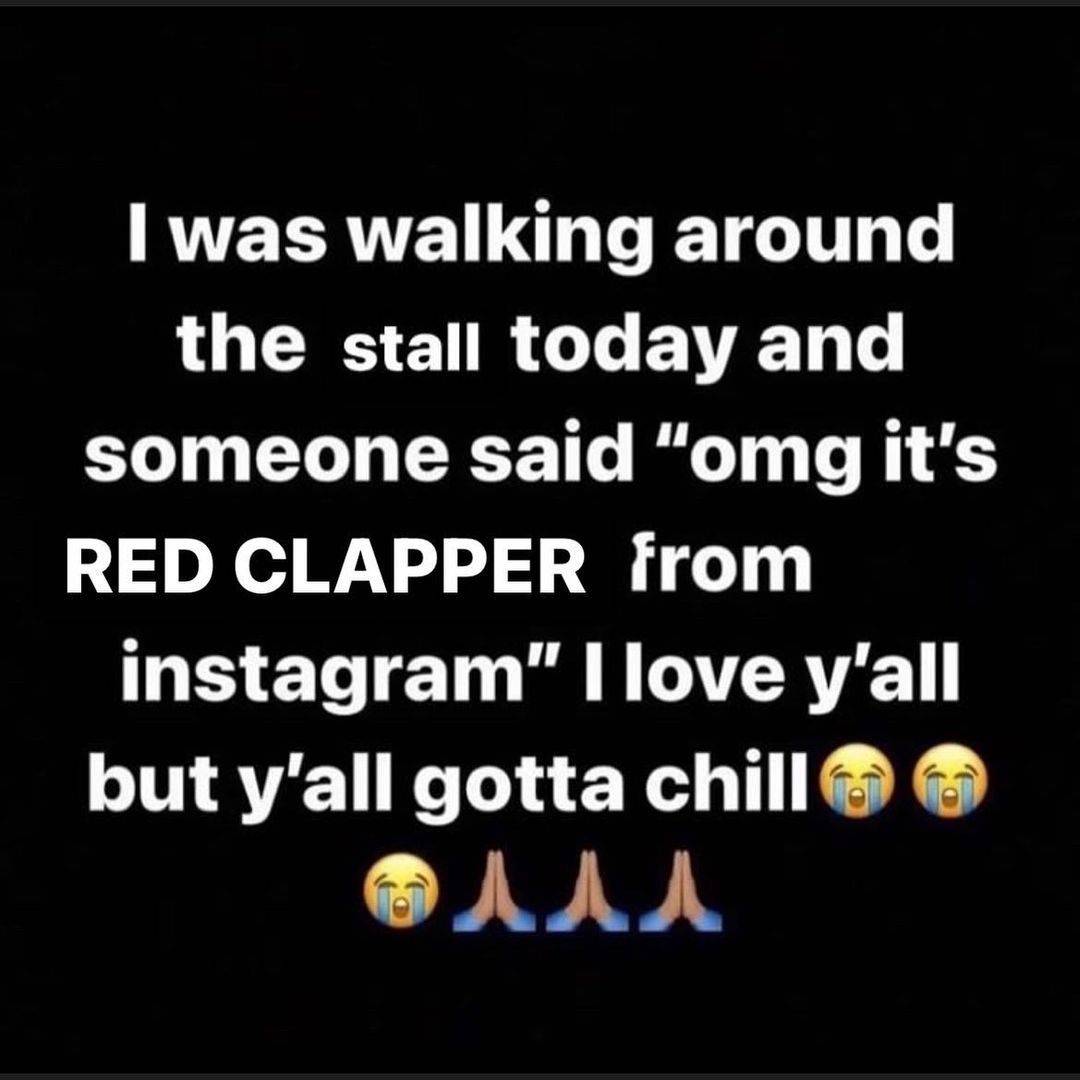 I was walking around
the stall today and
someone said “omg it’s
RED CLAPPER from
instagram” I love y’all
but y’all gotta chill😭😭
😭🙏🏽🙏🏽🙏🏽